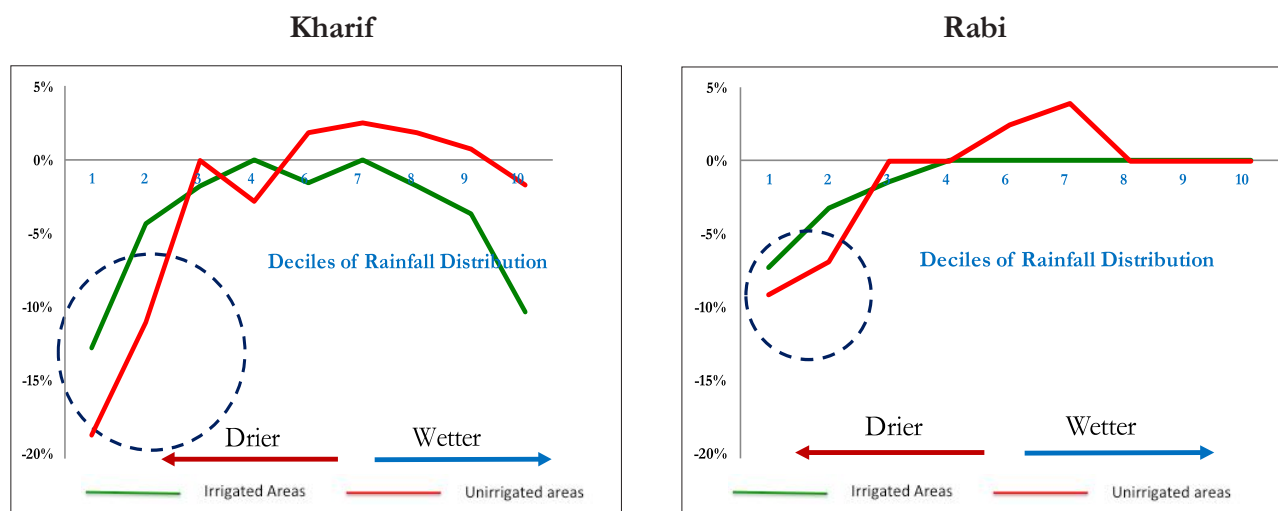 Kharif
5%
0%
1 2 3 4 6 7 8 9 10
-5%
Deciles of Rainfall Distribution
-10%
-15%
Drier
Wetter
-20%
Irrigated Areas
Unirrigated areas
Rabi
5%
0%
1 2 3 4 6 7 8 9 10
-5%
Deciles of Rainfall Distribution
-10%
-15%
Drier
Wetter
-20%
Irrigated Areas
Unirrigated areas